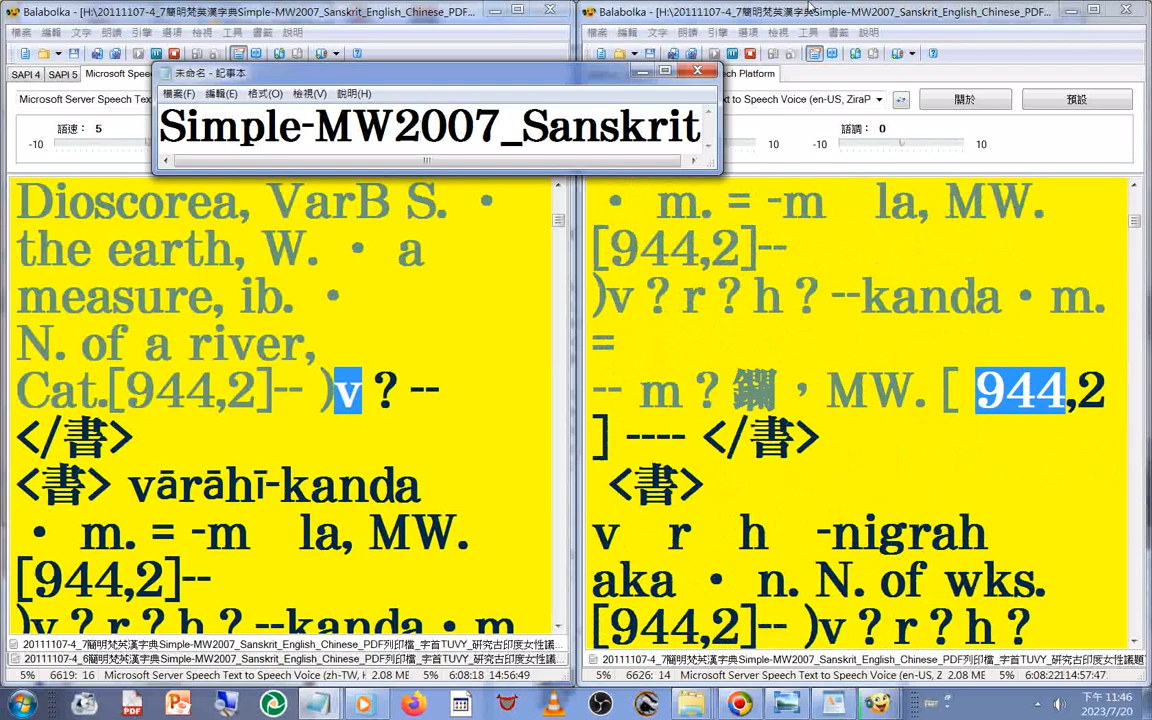 Balabolka - [H:\20111107-4_7簡明梵英漢字典Simple-MW2007_Sanskrit_English_Chinese_PDF...
檔案 編輯 文字 朗讀 引擎 選項 檢視 工具 書籤 說明
SAPI 4 SAPI 5 Microsoft Spee
Microsoft Server Speech Text
語速： 5
-10
未命名 - 記事本
檔案(F) 編輯(E) 格式(O) 檢視(V) 說明(H)
Simple-MW2007_Sanskrit
Dioscorea, VarB S. •
the earth, W. • a
measure, ib. •
N. of a river,
Cat.[944,2]-- )v ? --
</書>
<書> vārāhī-kanda
• m. = -m la, MW.
[944,2]--
)v ? r ? h ? --kanda • m.
20111107-4_7簡明梵英漢字典Simple-MW2007_Sanskrit_English_Chinese_PDF列印檔_字首TUVY_研究古印度女性議...
20111107-4_6簡明梵英漢字典Simple-MW2007_Sanskrit_English_Chinese_PDF列印檔_字首TUVY_研究古印度女性議...
5% 6619: 16 Microsoft Server Speech Text to Speech Voice (zh-TW, H 2.08 ME 5% 6:08:18 14:56:49
Balabolka - [H:\20111107-4_7簡明梵英漢字典Simple-MW2007_Sanskrit_English_Chinese_PDF...
檔案 編輯 文字 朗讀 引擎 選項 檢視 工具 書籤 說明
ch Platform
t to Speech Voice (en-US, ZiraP 關於 預設
語調： 0
10 -10 10
• m. = -m la, MW.
[944,2]--
)v ? r ? h ? --kanda • m.
=
-- m ? 鑭，MW. [ 944,2
] ---- </書>
<書>
v r h -nigrah
aka • n. N. of wks.
[944,2]-- )v ? r ? h ?
20111107-4_7簡明梵英漢字典Simple-MW2007_Sanskrit_English_Chinese_PDF列印檔_字首TUVY_研究古印度女性議題
5% 6626: 14 Microsoft Server Speech Text to Speech Voice (en-US, 2.08 ME 5% 6:08:22 14:57:47
下午 11:46
2023/7/20